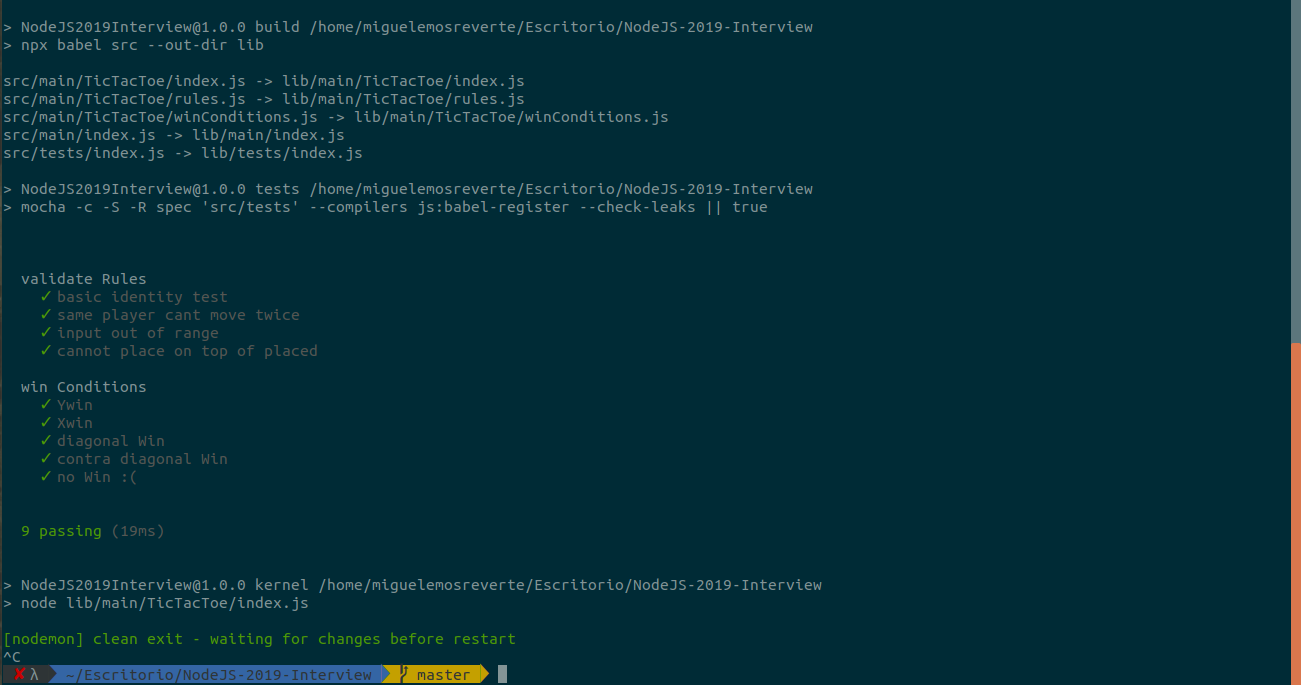 > NodeJS2019Interview@1.0.0 build /home/miguelemosreverte/Escritorio/NodeJS-2019-Interview
> npx babel src --out-dir lib
src/main/TicTacToe/index.js -> lib/main/TicTacToe/index.js
src/main/TicTacToe/rules.js -> lib/main/TicTacToe/rules.js
src/main/TicTacToe/winConditions.js -> lib/main/TicTacToe/winConditions.js
src/main/index.js -> lib/main/index.js
src/tests/index.js -> lib/tests/index.js
> NodeJS2019Interview@1.0.0 tests /home/miguelemosreverte/Escritorio/NodeJS-2019-Interview
> mocha -c -S -R spec 'src/tests' --compilers js:babel-register --check-leaks || true
validate Rules
✓ basic identity test
✓ same player cant move twice
✓ input out of range
✓ cannot place on top of placed
win Conditions
✓ Ywin
✓ Xwin
✓ diagonal Win
✓ contra diagonal Win
✓ no Win :(
9 passing (19ms)
> NodeJS2019Interview@1.0.0 kernel /home/miguelemosreverte/Escritorio/NodeJS-2019-Interview
> node lib/main/TicTacToe/index.js
[nodemon] clean exit - waiting for changes before restart
^C
✘ λ ~/Escritorio/NodeJS-2019-Interview master